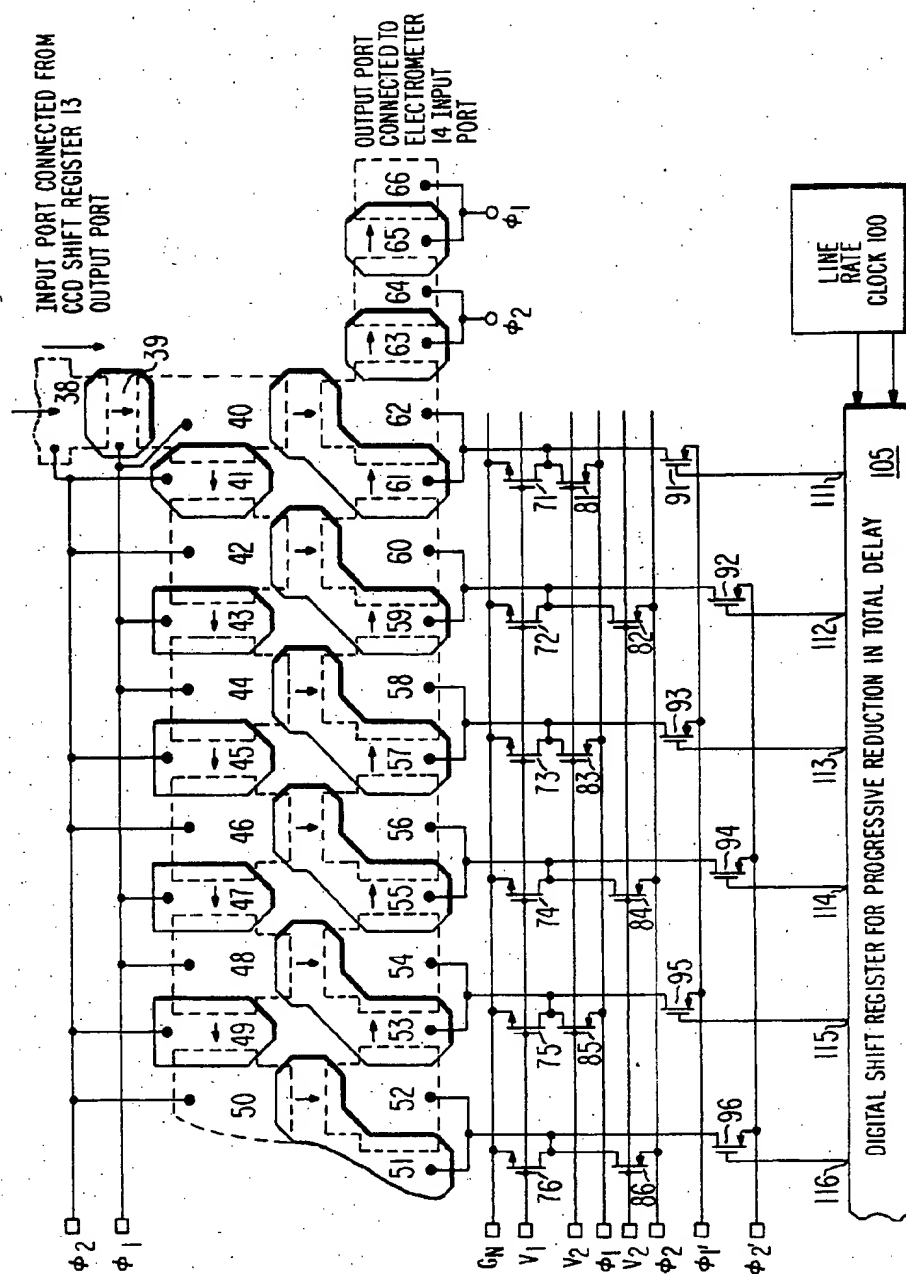 INPUT PORT CONNECTED FROM
CCD SHIFT REGISTER 13
OUTPUT PORT
38
39
40
41
42
43
44
45
46
47
48
49
50
φ2
φ1
OUTPUT PORT
CONNECTED TO
ELECTROMETER
14 INPUT
PORT
51
52
53
54
55
56
57
58
59
60
61
62
63
64
65
66
φ2
φ1
GN
V1
V2
φ1
V2
φ2
φ1'
φ2'
76
75
74
73
72
71
86
85
84
83
82
81
96
95
94
93
92
91
116
115
114
113
112
111
DIGITAL SHIFT REGISTER FOR PROGRESSIVE REDUCTION IN TOTAL DELAY
105
LINE
RATE
CLOCK 100